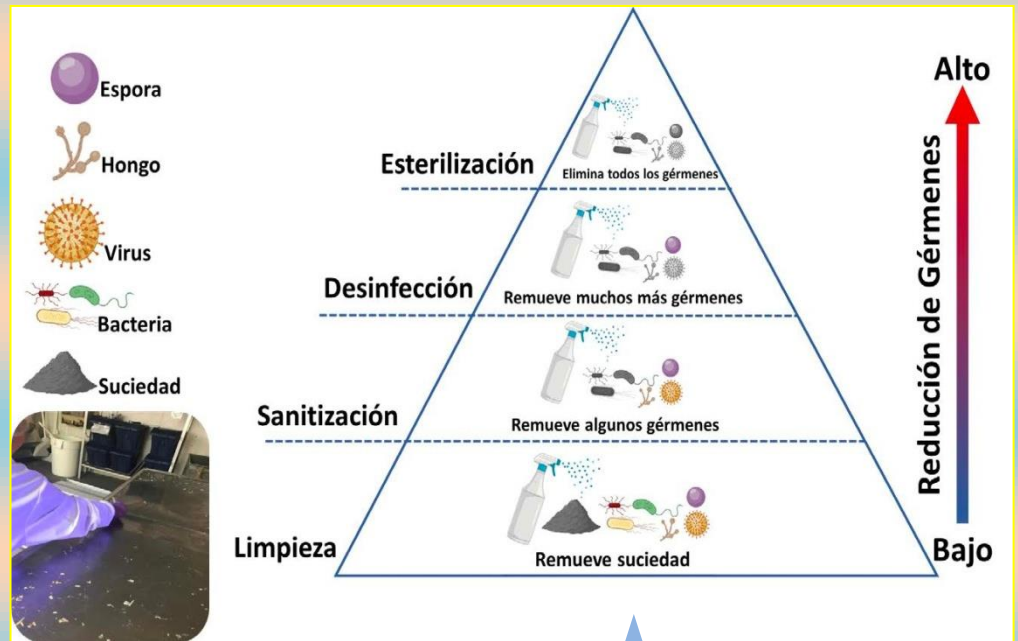 Espora
Hongo
Virus
Bacteria
Suciedad
Esterilización
Elimina todos los gérmenes
Desinfección
Remueve muchos más gérmenes
Sanitización
Remueve algunos gérmenes
Limpieza
Remueve suciedad
Alto
Reducción de Gérmenes
Bajo